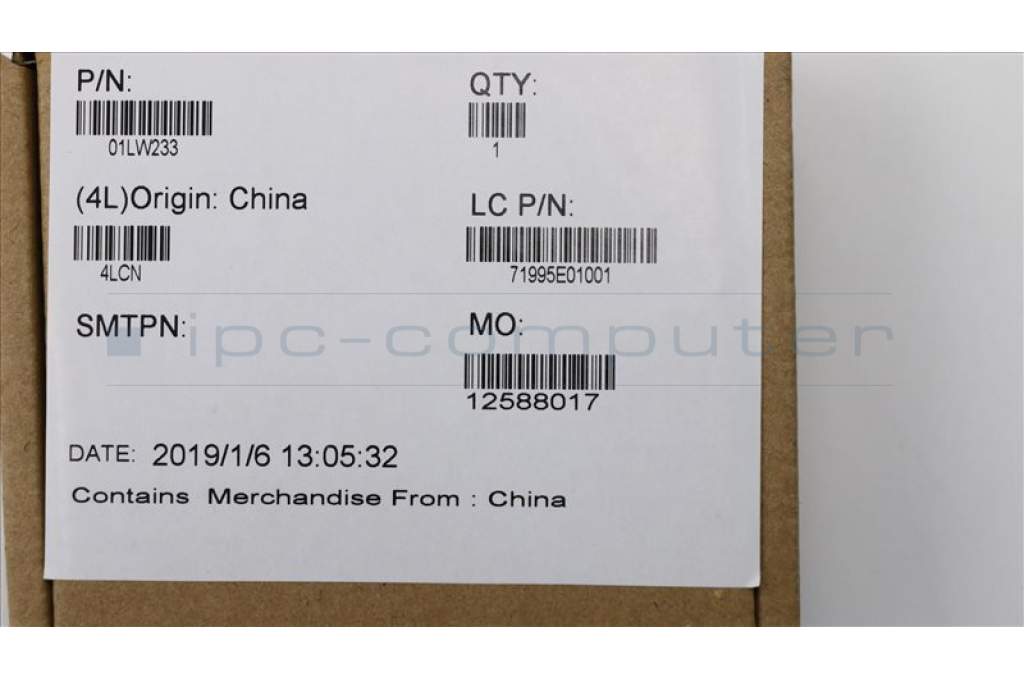 P/N:
01LW233
QTY:
1
(4L)Origin: China
4LCN
LC P/N:
71995E01001
SMTPN:
MO:
12588017
ipc-computer
DATE: 2019/1/6 13:05:32
Contains Merchandise From : China